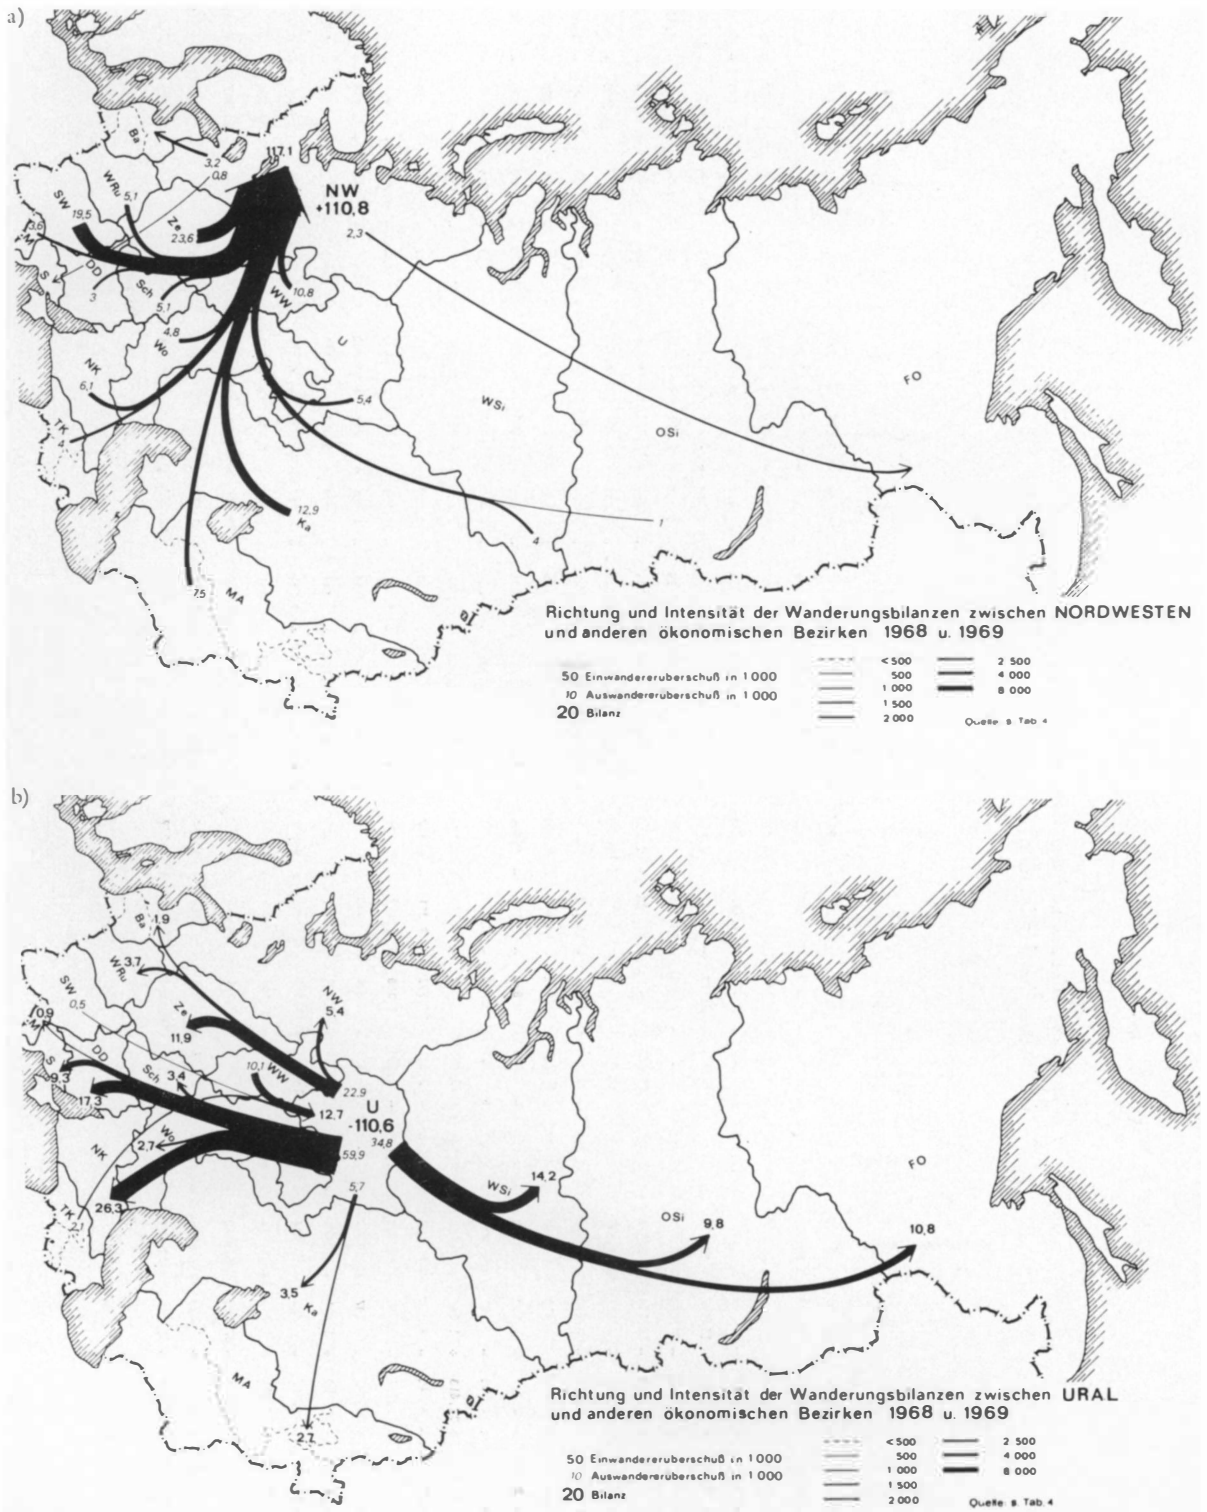 a)
Ba
3,2
0,8
117,1
NW
+110,8
WRu
5,1
SW
19,5
Ze
23,6
2,3
3,6
M
S
DD
3
Sch
5,1
WW
10,8
4,8
Wo
U
NK
6,1
5,4
WSi
OSi
FO
TK
4
12,9
Ka
1
4
7,5
MA
Richtung und Intensität der Wanderungsbilanzen zwischen NORDWESTEN
und anderen ökonomischen Bezirken 1968 u. 1969
50 Einwandererüberschuß in 1 000
10 Auswandererüberschuß in 1 000
20 Bilanz
< 500
500
1 000
1 500
2 000
2 500
4 000
8 000
Quelle s. Tab. 4
b)
Ba
1,9
WRu
3,7
SW
0,5
Ze
11,9
NW
5,4
0,9
M
S
9,3
DD
Sch
3,4
10,1
WW
17,3
22,9
12,7
U
-110,6
34,8
59,9
Wo
2,7
NK
26,3
TK
2,1
5,7
WSi
14,2
OSi
9,8
FO
10,8
3,5
Ka
MA
2,7
Richtung und Intensität der Wanderungsbilanzen zwischen URAL
und anderen ökonomischen Bezirken 1968 u. 1969
50 Einwandererüberschuß in 1 000
10 Auswandererüberschuß in 1 000
20 Bilanz
< 500
500
1 000
1 500
2 000
2 500
4 000
8 000
Quelle: s. Tab. 4